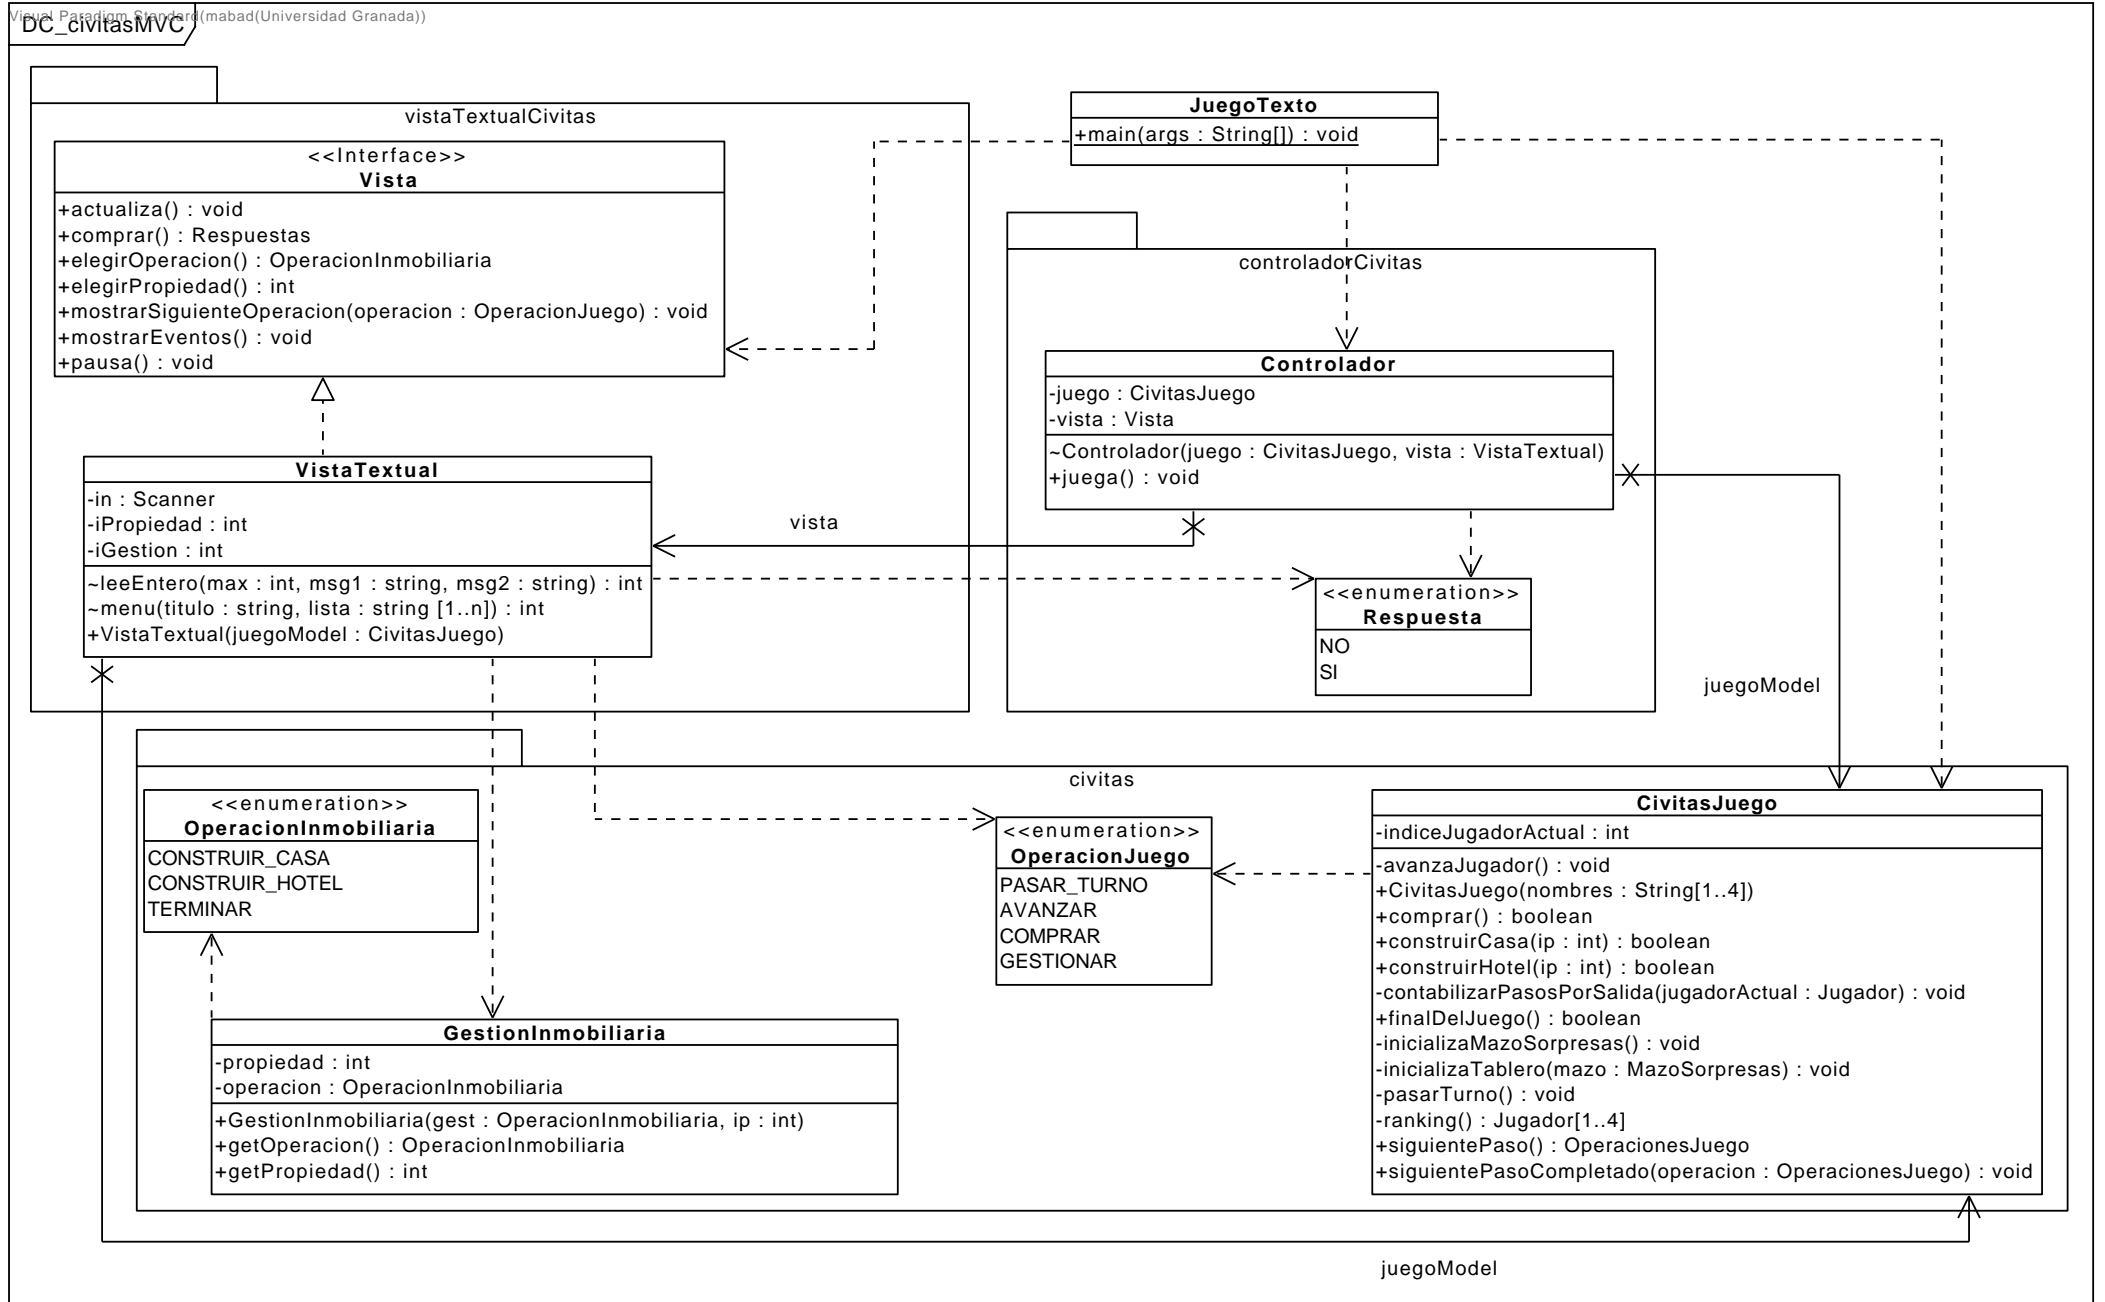 Visual Paradigm Standard(mabad(Universidad Granada))
DC_civitasMVC
vistaTextualCivitas
<<Interface>>
Vista
+actualiza() : void
+comprar() : Respuestas
+elegirOperacion() : OperacionInmobiliaria
+elegirPropiedad() : int
+mostrarSiguienteOperacion(operacion : OperacionJuego) : void
+mostrarEventos() : void
+pausa() : void
JuegoTexto
+main(args : String[]) : void
controladorCivitas
Controlador
-juego : CivitasJuego
-vista : Vista
~Controlador(juego : CivitasJuego, vista : VistaTextual)
+juega() : void
VistaTextual
-in : Scanner
-iPropiedad : int
-iGestion : int
~leeEntero(max : int, msg1 : string, msg2 : string) : int
~menu(titulo : string, lista : string [1..n]) : int
+VistaTextual(juegoModel : CivitasJuego)
vista
<<enumeration>>
Respuesta
NO
SI
juegoModel
civitas
<<enumeration>>
OperacionInmobiliaria
CONSTRUIR_CASA
CONSTRUIR_HOTEL
TERMINAR
<<enumeration>>
OperacionJuego
PASAR_TURNO
AVANZAR
COMPRAR
GESTIONAR
CivitasJuego
-indiceJugadorActual : int
-avanzaJugador() : void
+CivitasJuego(nombres : String[1..4])
+comprar() : boolean
+construirCasa(ip : int) : boolean
+construirHotel(ip : int) : boolean
-contabilizarPasosPorSalida(jugadorActual : Jugador) : void
+finalDelJuego() : boolean
-inicializaMazoSorpresas() : void
-inicializaTablero(mazo : MazoSorpresas) : void
-pasarTurno() : void
-ranking() : Jugador[1..4]
+siguientePaso() : OperacionesJuego
+siguientePasoCompletado(operacion : OperacionesJuego) : void
GestionInmobiliaria
-propiedad : int
-operacion : OperacionInmobiliaria
+GestionInmobiliaria(gest : OperacionInmobiliaria, ip : int)
+getOperacion() : OperacionInmobiliaria
+getPropiedad() : int
juegoModel